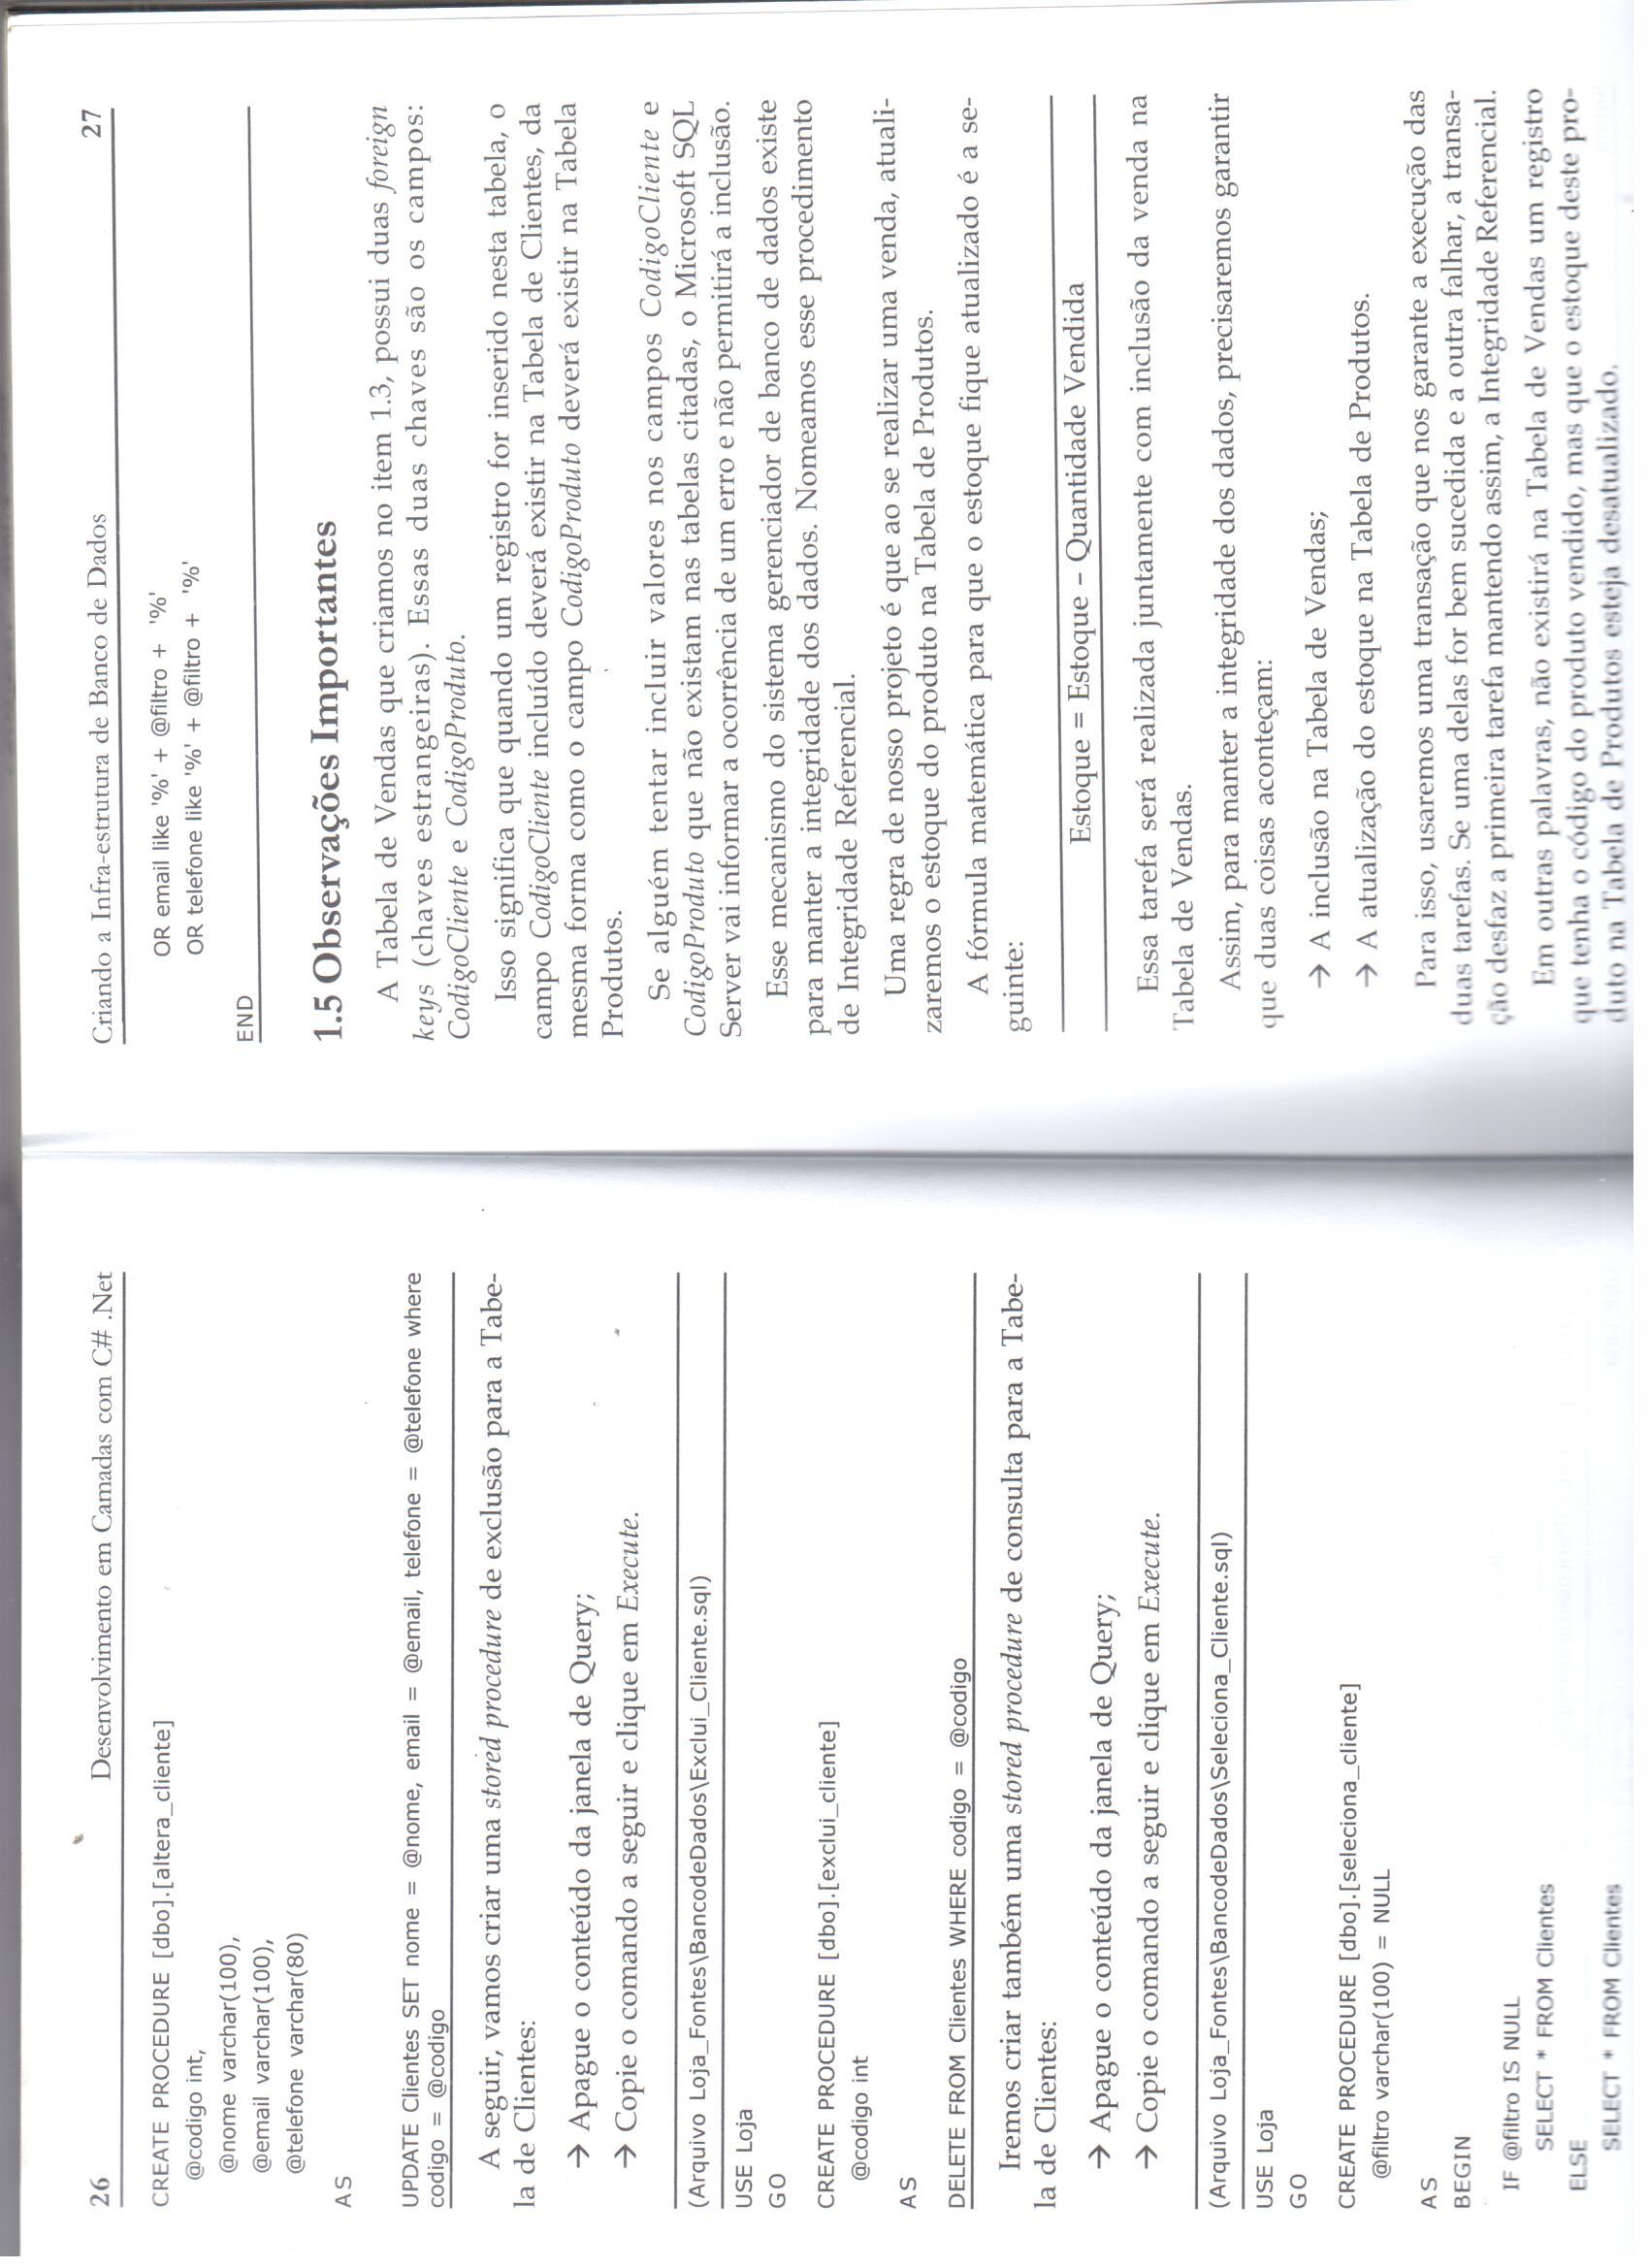 26 Desenvolvimento em Camadas com C# .Net
CREATE PROCEDURE [dbo].[altera_cliente]
@codigo int,
@nome varchar(100),
@email varchar(100),
@telefone varchar(80)
AS
UPDATE Clientes SET nome = @nome, email = @email, telefone = @telefone where
codigo = @codigo
A seguir, vamos criar uma stored procedure de exclusão para a Tabe-
la de Clientes:
→ Apague o conteúdo da janela de Query;
→ Copie o comando a seguir e clique em Execute.
(Arquivo Loja_Fontes\BancodeDados\Exclui_Cliente.sql)
USE Loja
GO
CREATE PROCEDURE [dbo].[exclui_cliente]
@codigo int
AS
DELETE FROM Clientes WHERE codigo = @codigo
Iremos criar também uma stored procedure de consulta para a Tabe-
la de Clientes:
→ Apague o conteúdo da janela de Query;
→ Copie o comando a seguir e clique em Execute.
(Arquivo Loja_Fontes\BancodeDados\Seleciona_Cliente.sql)
USE Loja
GO
CREATE PROCEDURE [dbo].[seleciona_cliente]
@filtro varchar(100) = NULL
AS
BEGIN
IF @filtro IS NULL
SELECT * FROM Clientes
ELSE
SELECT * FROM Clientes
Criando a Infra-estrutura de Banco de Dados 27
OR email like '%' + @filtro + '%'
OR telefone like '%' + @filtro + '%'
END
1.5 Observações Importantes
A Tabela de Vendas que criamos no item 1.3, possui duas foreign
keys (chaves estrangeiras). Essas duas chaves são os campos:
CodigoCliente e CodigoProduto.
Isso significa que quando um registro for inserido nesta tabela, o
campo CodigoCliente incluído deverá existir na Tabela de Clientes, da
mesma forma como o campo CodigoProduto deverá existir na Tabela
Produtos.
Se alguém tentar incluir valores nos campos CodigoCliente e
CodigoProduto que não existam nas tabelas citadas, o Microsoft SQL
Server vai informar a ocorrência de um erro e não permitirá a inclusão.
Esse mecanismo do sistema gerenciador de banco de dados existe
para manter a integridade dos dados. Nomeamos esse procedimento
de Integridade Referencial.
Uma regra de nosso projeto é que ao se realizar uma venda, atuali-
zaremos o estoque do produto na Tabela de Produtos.
A fórmula matemática para que o estoque fique atualizado é a se-
guinte:
Estoque = Estoque – Quantidade Vendida
Essa tarefa será realizada juntamente com inclusão da venda na
Tabela de Vendas.
Assim, para manter a integridade dos dados, precisaremos garantir
que duas coisas aconteçam:
→ A inclusão na Tabela de Vendas;
→ A atualização do estoque na Tabela de Produtos.
Para isso, usaremos uma transação que nos garante a execução das
duas tarefas. Se uma delas for bem sucedida e a outra falhar, a transa-
ção desfaz a primeira tarefa mantendo assim, a Integridade Referencial.
Em outras palavras, não existirá na Tabela de Vendas um registro
que tenha o código do produto vendido, mas que o estoque deste pro-
duto na Tabela de Produtos esteja desatualizado.